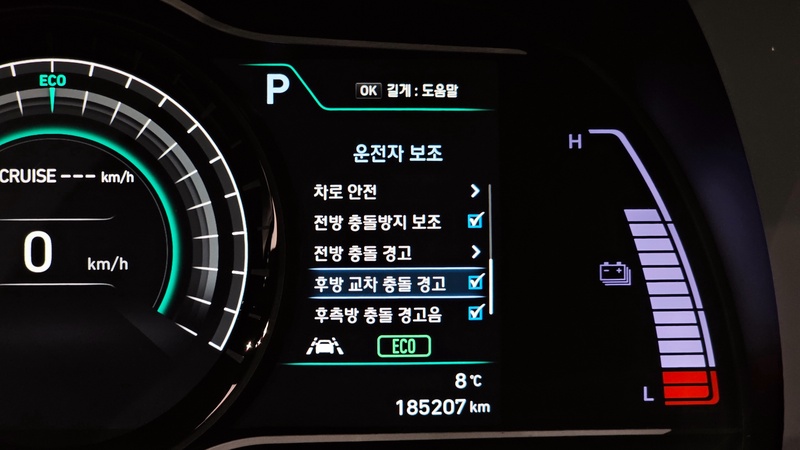 ECO
CRUISE --- km/h
0 km/h
P
OK 길게 : 도움말
운전자 보조
차로 안전
전방 충돌방지 보조
전방 충돌 경고
후방 교차 충돌 경고
후측방 충돌 경고음
ECO
8 ℃
185207 km
H
L